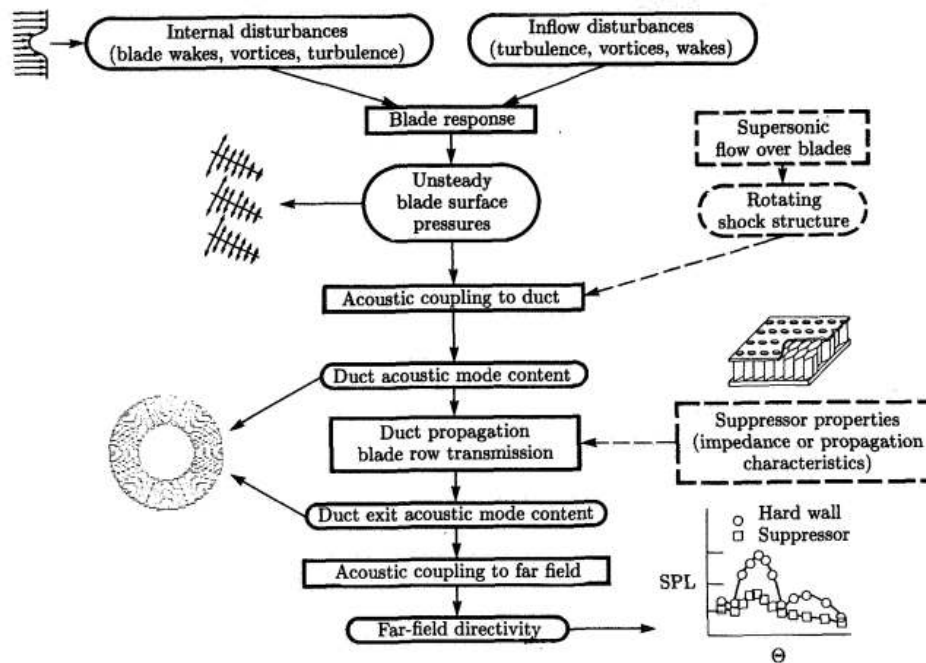 Internal disturbances
(blade wakes, vortices, turbulence)
Inflow disturbances
(turbulence, vortices, wakes)
Blade response
Supersonic
flow over blades
Unsteady
blade surface
pressures
Rotating
shock structure
Acoustic coupling to duct
Duct acoustic mode content
Suppressor properties
(impedance or propagation
characteristics)
Duct propagation
blade row transmission
Duct exit acoustic mode content
Hard wall
Suppressor
SPL
Θ
Acoustic coupling to far field
Far-field directivity